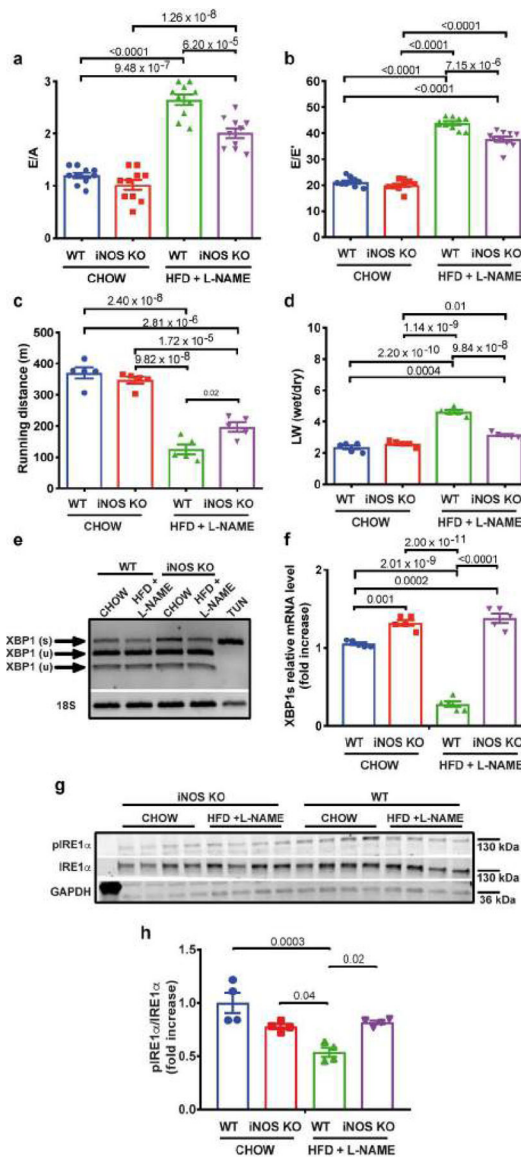 a
1.26 x 10-8
<0.0001 6.20 x 10-5
9.48 x 10-7
E/A
3
2
1
0
WT iNOS KO WT iNOS KO
CHOW HFD + L-NAME
b
<0.0001
<0.0001
<0.0001 7.15 x 10-6
<0.0001
E/E'
60
50
40
30
20
10
0
WT iNOS KO WT iNOS KO
CHOW HFD + L-NAME
c
2.40 x 10-8
2.81 x 10-6
1.72 x 10-5
9.82 x 10-8
0.02
Running distance (m)
500
400
300
200
100
0
WT iNOS KO WT iNOS KO
CHOW HFD + L-NAME
d
0.01
1.14 x 10-9
2.20 x 10-10 9.84 x 10-8
0.0004
LW (wet/dry)
10
8
6
4
2
0
WT iNOS KO WT iNOS KO
CHOW HFD + L-NAME
e
WT iNOS KO
CHOW
HFD +
L-NAME
CHOW
HFD +
L-NAME
TUN
XBP1 (s)
XBP1 (u)
XBP1 (u)
18S
f
2.00 x 10-11
2.01 x 10-9 <0.0001
0.0002
0.001
XBP1s relative mRNA level
(fold increase)
2
1
0
WT iNOS KO WT iNOS KO
CHOW HFD + L-NAME
g
iNOS KO WT
CHOW HFD +L-NAME CHOW HFD +L-NAME
pIRE1α 130 kDa
IRE1α 130 kDa
GAPDH 36 kDa
h
0.0003
0.02
0.04
pIRE1α/IRE1α
(fold increase)
1.5
1.0
0.5
0.0
WT iNOS KO WT iNOS KO
CHOW HFD + L-NAME